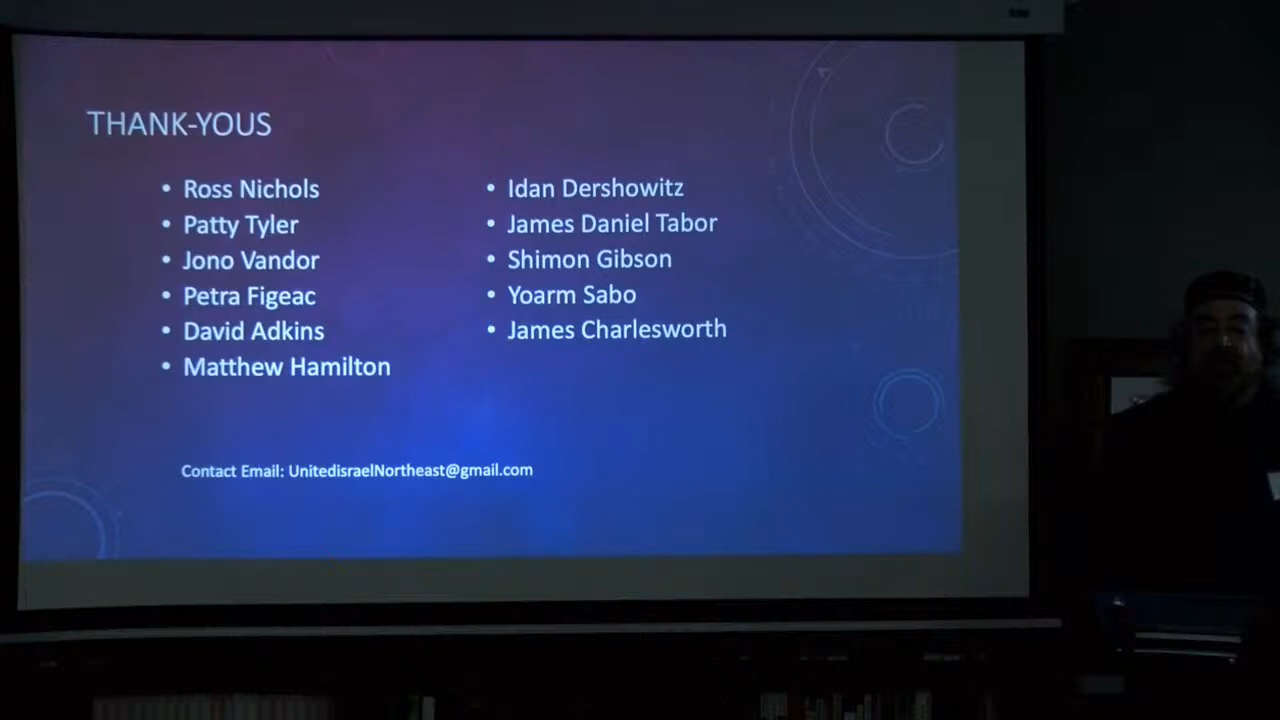 THANK-YOUS
• Ross Nichols
• Patty Tyler
• Jono Vandor
• Petra Figeac
• David Adkins
• Matthew Hamilton
• Idan Dershowitz
• James Daniel Tabor
• Shimon Gibson
• Yoarm Sabo
• James Charlesworth
Contact Email: UnitedisraelNortheast@gmail.com